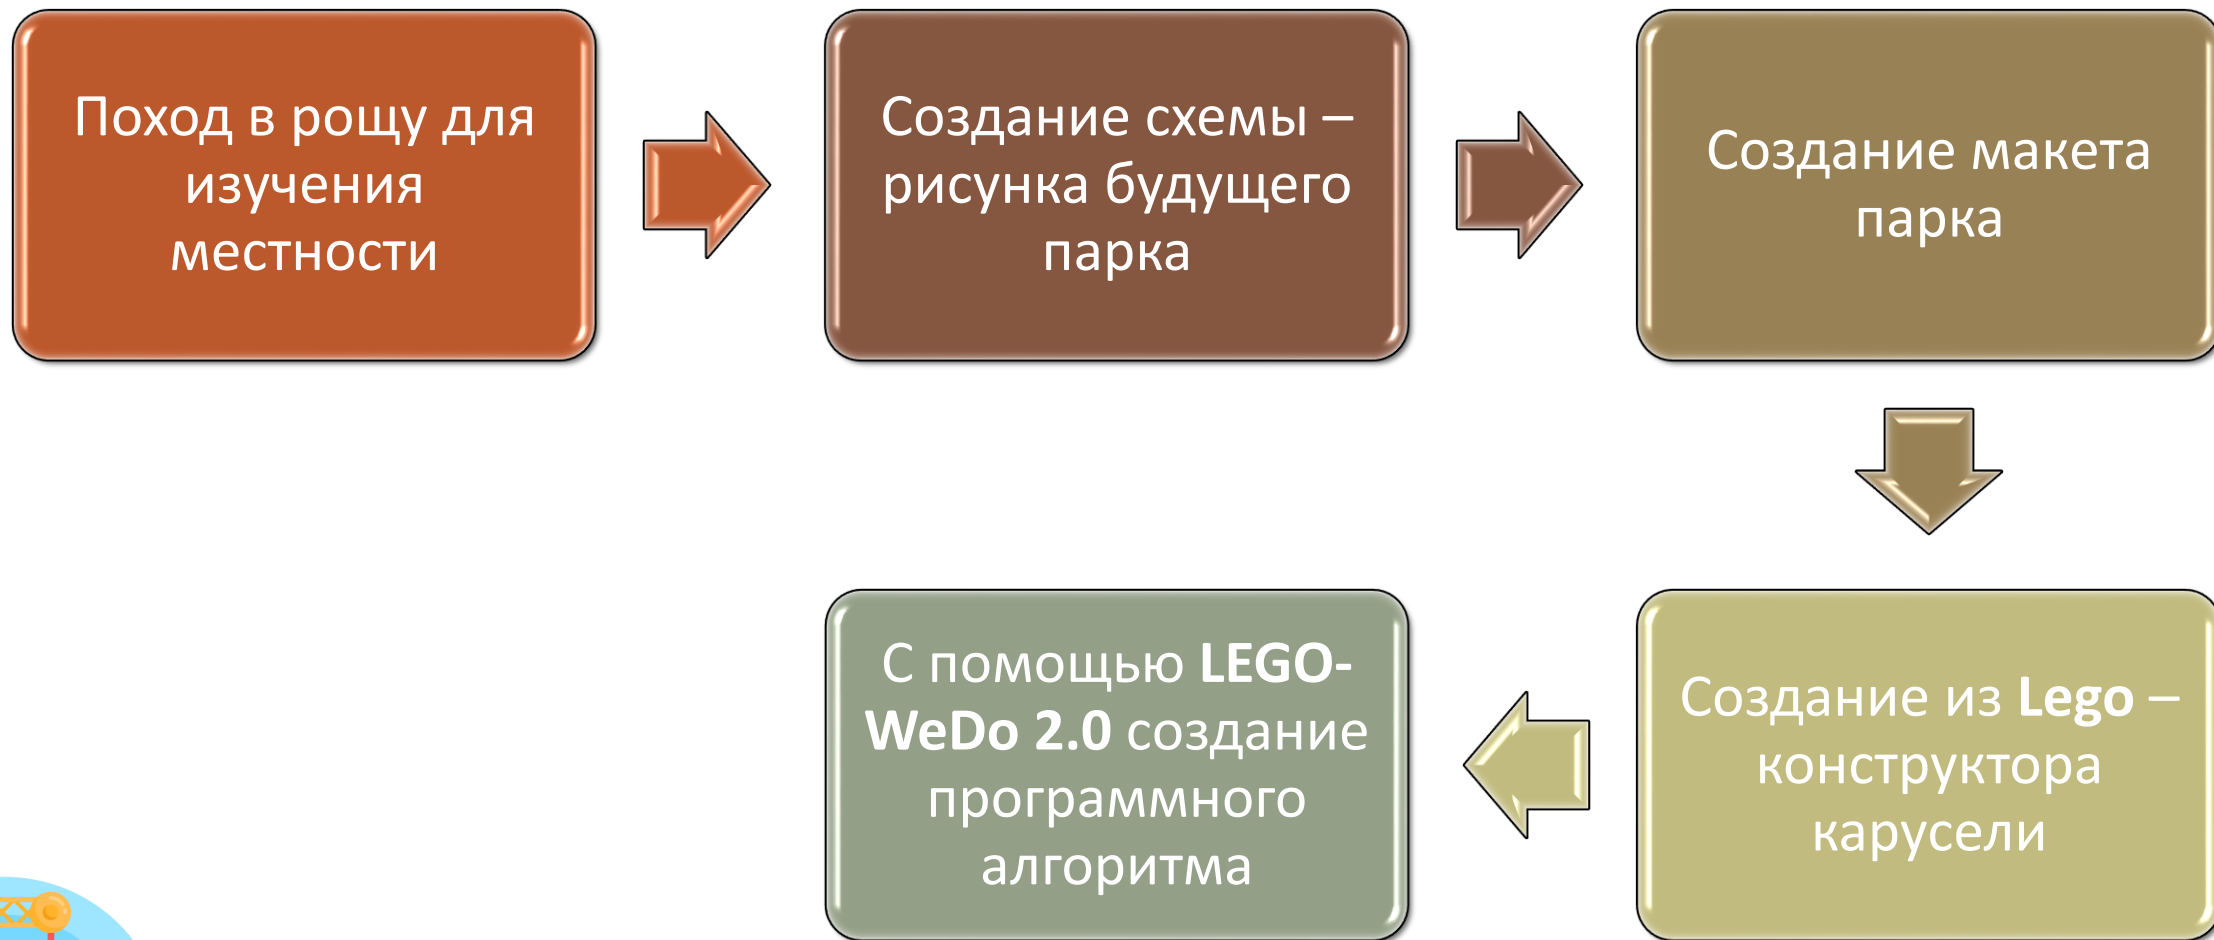 Поход в рощу для
изучения
местности
Создание схемы –
рисунка будущего
парка
Создание макета
парка
Создание из Lego –
конструктора
карусели
С помощью LEGO-
WeDo 2.0 создание
программного
алгоритма